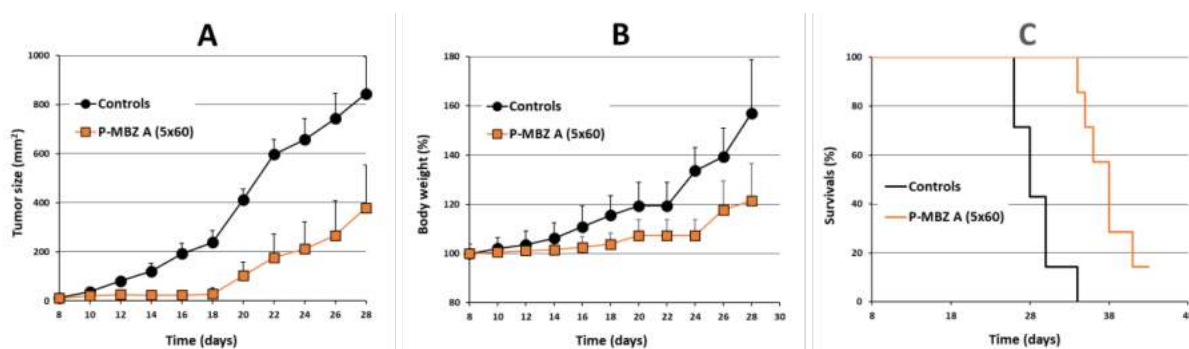 A
Tumor size (mm²)
1000
800
600
400
200
0
Controls
P-MBZ A (5x60)
8 10 12 14 16 18 20 22 24 26 28
Time (days)
B
Body weight (%)
180
160
140
120
100
80
Controls
P-MBZ A (5x60)
8 10 12 14 16 18 20 22 24 26 28 30
Time (days)
C
Survivals (%)
100
80
60
40
20
0
Controls
P-MBZ A (5x60)
8 18 28 38
Time (days)